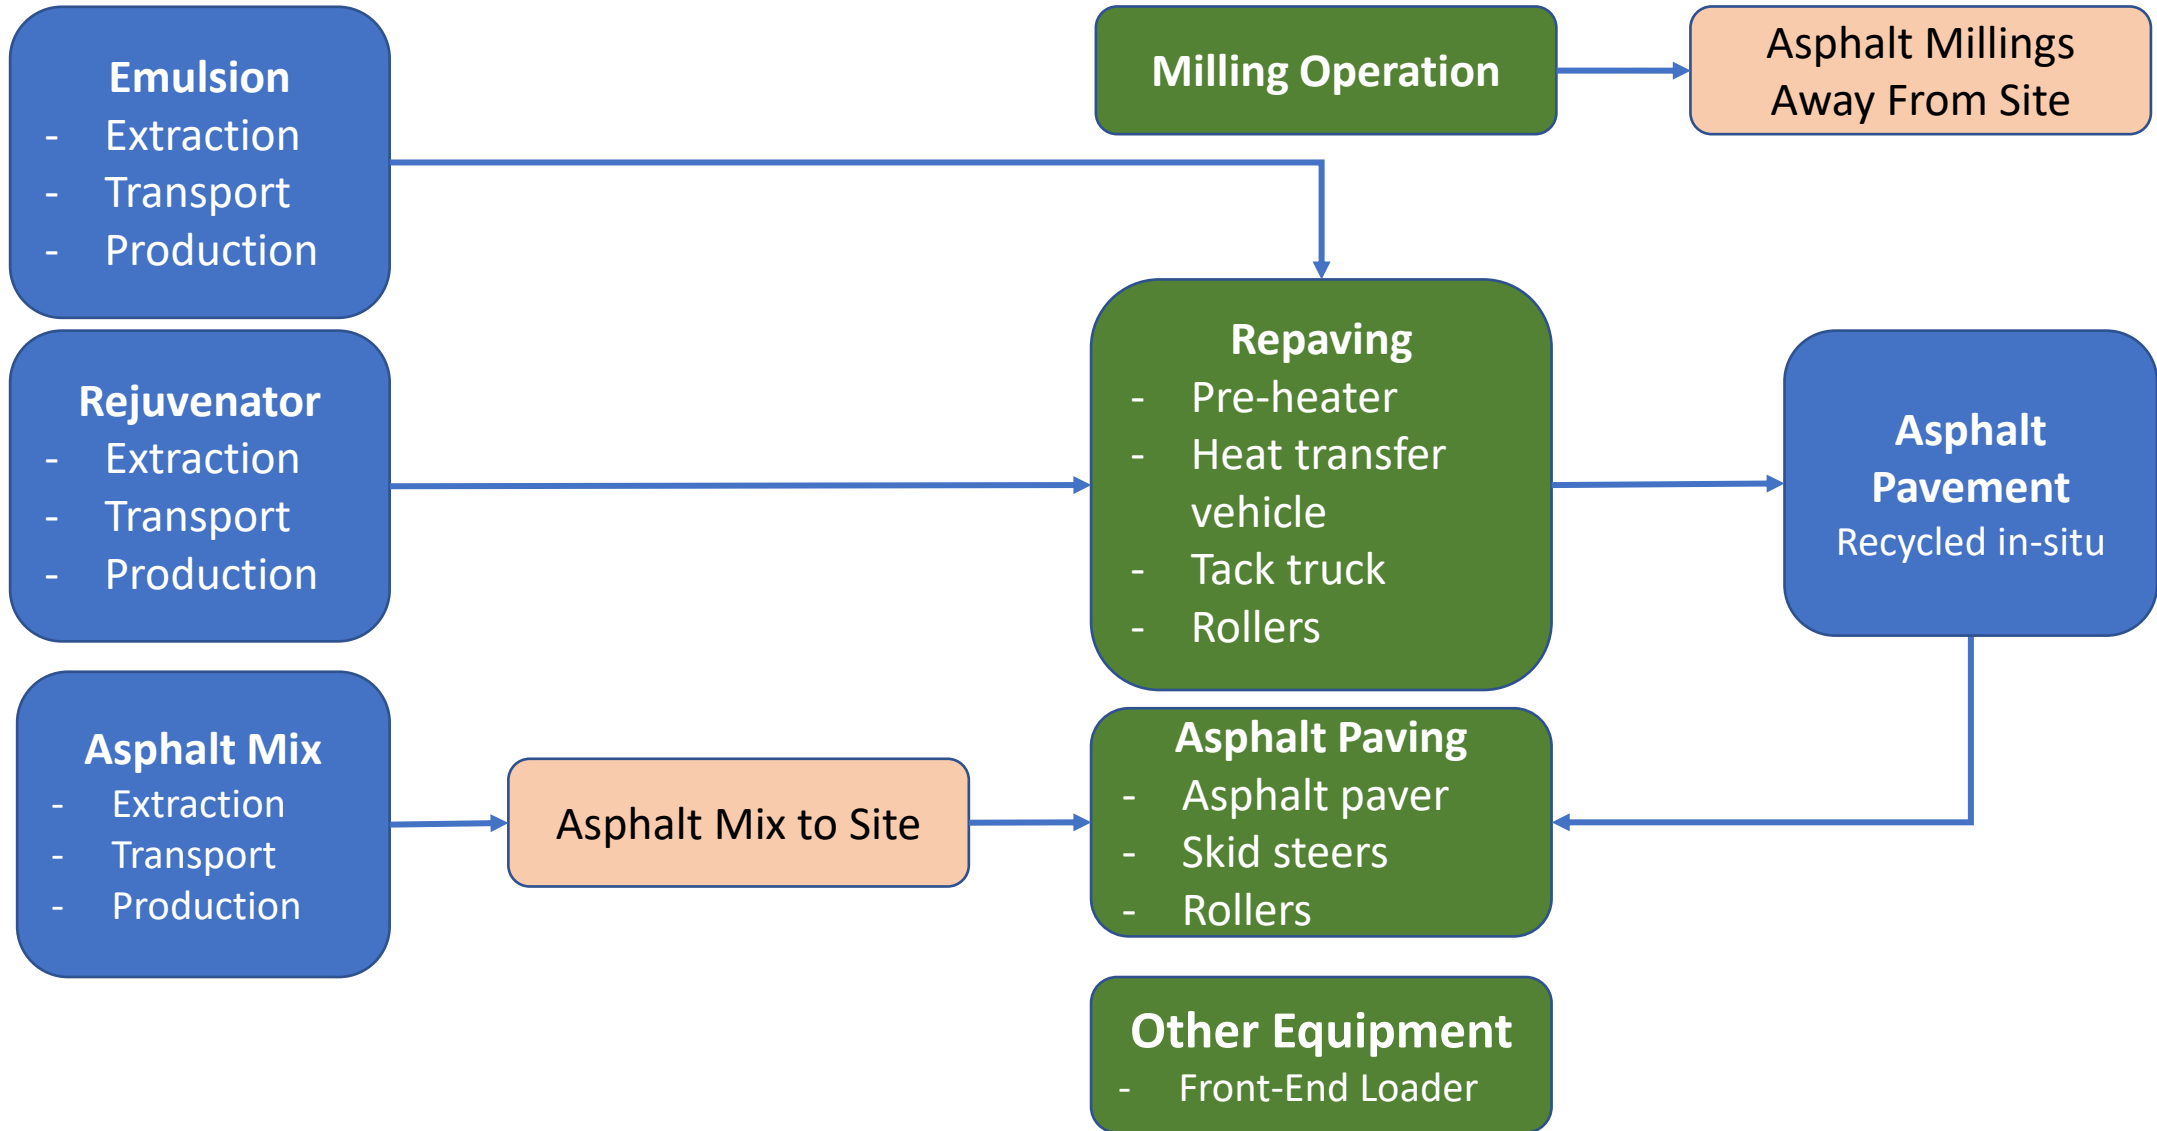 Emulsion
- Extraction
- Transport
- Production
Milling Operation
Asphalt Millings
Away From Site
Rejuvenator
- Extraction
- Transport
- Production
Repaving
- Pre-heater
- Heat transfer
vehicle
- Tack truck
- Rollers
Asphalt
Pavement
Recycled in-situ
Asphalt Mix
- Extraction
- Transport
- Production
Asphalt Mix to Site
Asphalt Paving
- Asphalt paver
- Skid steers
- Rollers
Other Equipment
- Front-End Loader